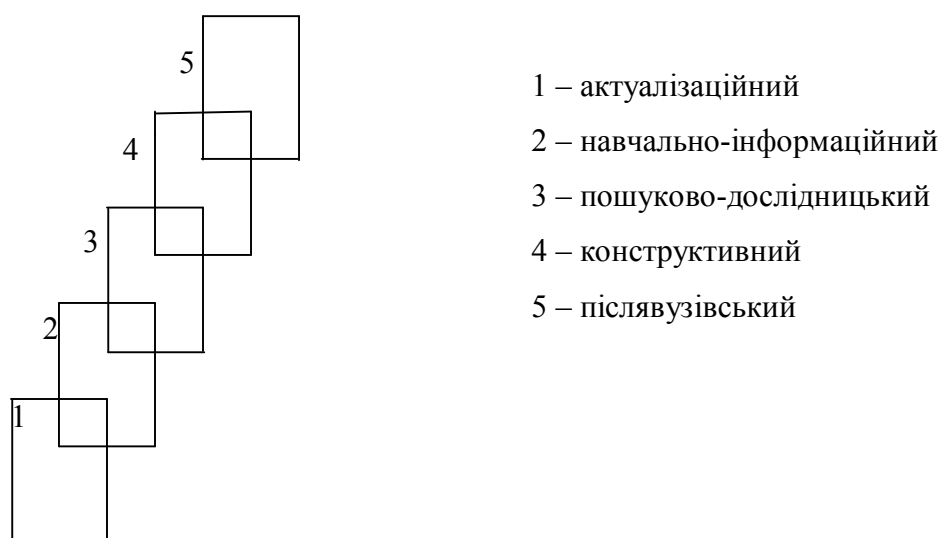 5
4
3
2
1
1 – актуалізаційний
2 – навчально-інформаційний
3 – пошуково-дослідницький
4 – конструктивний
5 – післявузівський